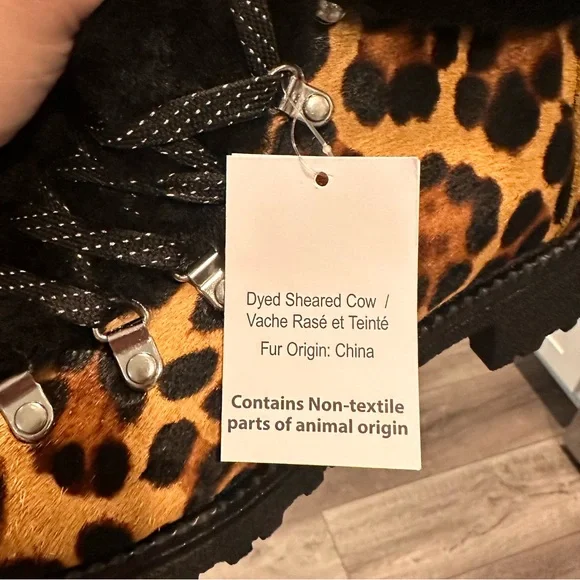 Dyed Sheared Cow /
Vache Rasé et Teinté
Fur Origin: China
Contains Non-textile
parts of animal origin